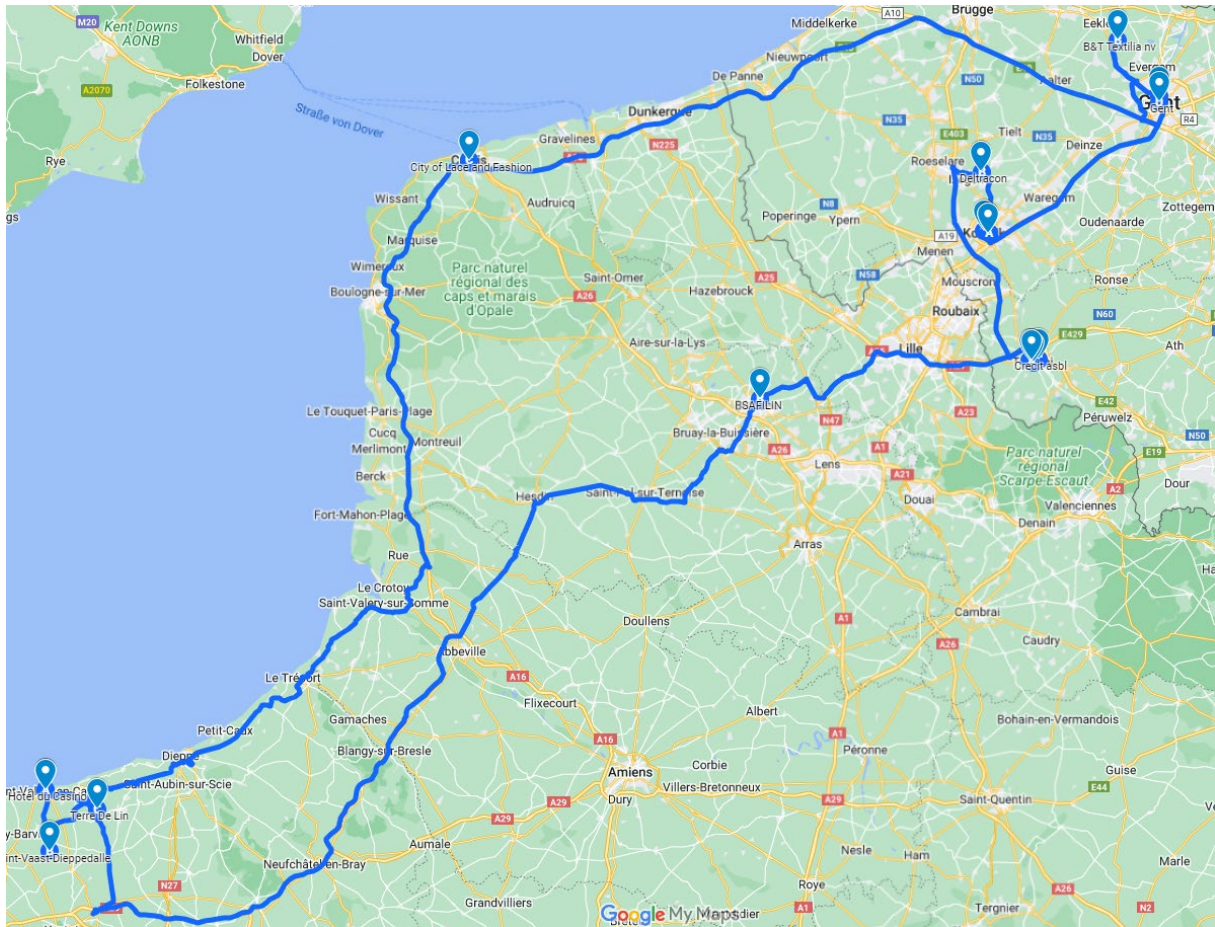 M20
Kent Downs
AONB
Whitfield
Dover
A2070
Folkestone
Rye
Straße von Dover
Middelkerke
A10
Brugge
Eeklo
B&T Textilia nv
Nieuwpoort
De Panne
N50
Aalter
Evergem
Gent
Gent
R4
Dunkerque
Gravelines
N225
N35
E403
Tielt
N35
Deinze
City of Lace and Fashion
Roeselare
Deltracon
Wissant
Audruicq
Poperinge
N8
Ypern
Waregem
Oudenaarde
Zottegem
A19
Menen
Marquise
Wimereux
Boulogne-sur-Mer
Parc naturel
régional des
caps et marais
d'Opale
Saint-Omer
A25
N58
Mouscron
Ronse
Hazebrouck
A26
Roubaix
N60
Aire-sur-la-Lys
Lille
E429
Ath
Crecit asbl
BSAFILIN
E42
Péruwelz
Le Touquet-Paris-Plage
Cucq
Merlimont
Montreuil
Bruay-la-Buissière
N47
A23
A26
A1
N50
Berck
Lens
A21
Parc naturel
régional
Scarpe-Escaut
E19
Hesdin
Saint-Pol-sur-Ternoise
Douai
A2
Dour
Valenciennes
Fort-Mahon-Plage
Denain
Arras
Rue
Le Crotoy
Saint-Valery-sur-Somme
Doullens
A1
Cambrai
Caudry
A26
Abbeville
Le Tréport
A16
Flixecourt
Albert
Gamaches
Bohain-en-Vermandois
Petit-Caux
A16
A1
Dieppe
Blangy-sur-Bresle
Corbie
Péronne
Guise
Saint-Aubin-sur-Scie
Amiens
Villers-Bretonneux
E44
Hotel du Casino
Dury
A29
Saint-Quentin
Terre De Lin
A29
A29
Aumale
int-Vaast-Dieppedalle
Nesle
Ham
Marle
Neufchâtel-en-Bray
N27
Roye
A26
Grandvilliers
Google My Maps
A1
Tergnier
N2